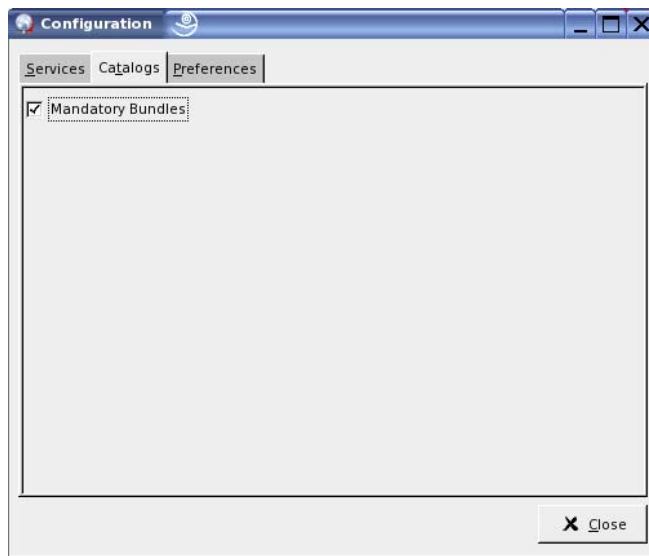 Configuration
Services Catalogs Preferences
Mandatory Bundles
Close